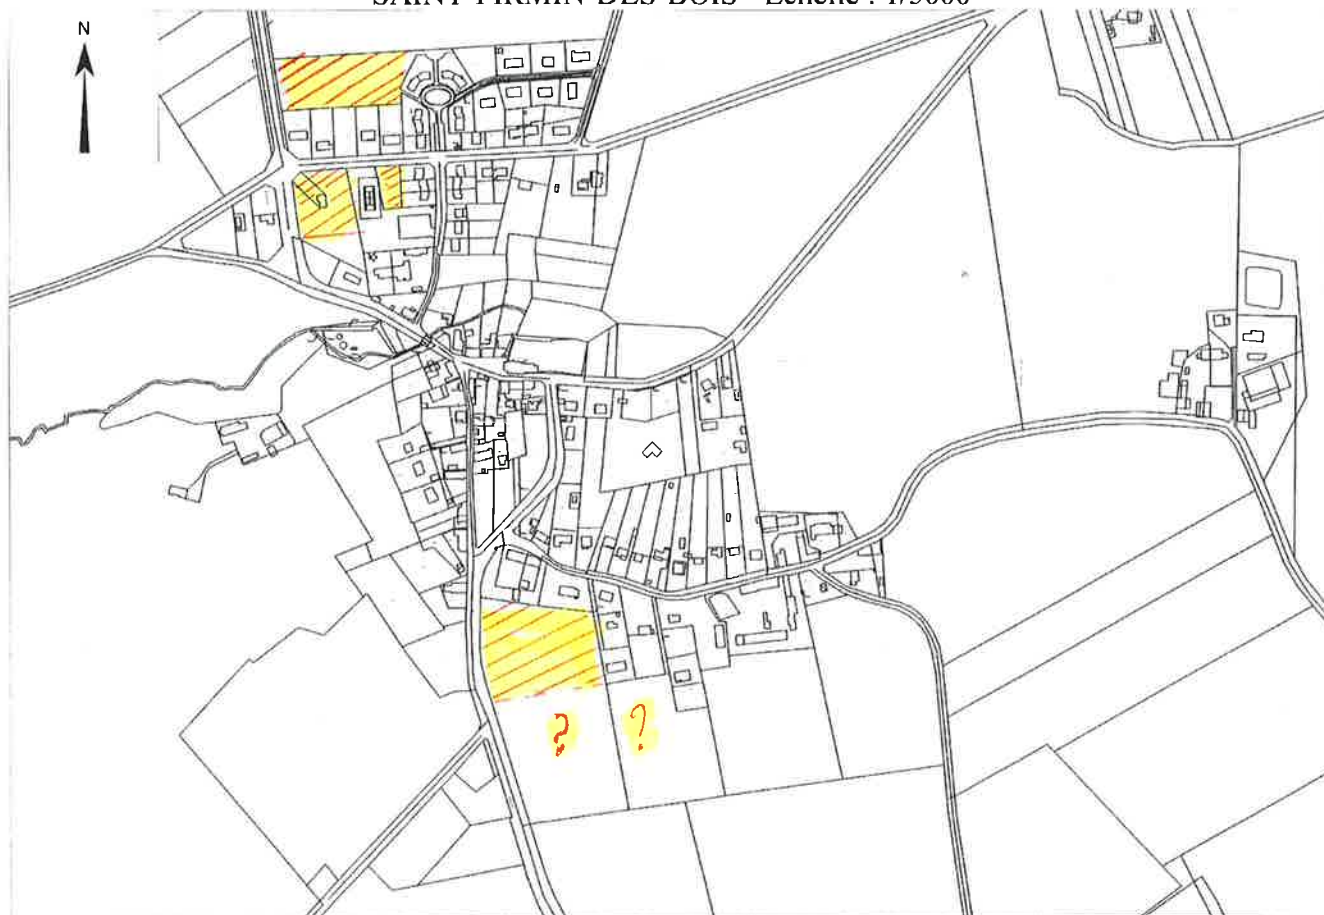 SAINT FIRMIN DES BOIS Echelle : 1/5000
N
? ?